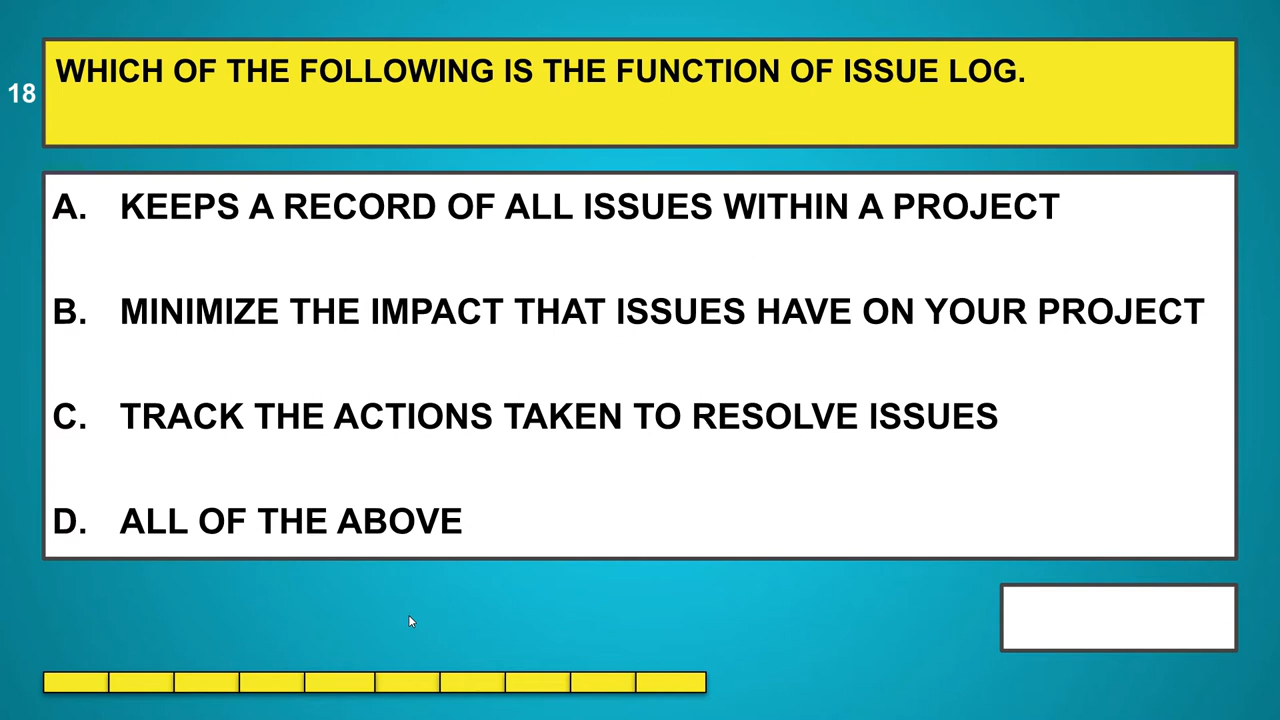 WHICH OF THE FOLLOWING IS THE FUNCTION OF ISSUE LOG.
18
A. KEEPS A RECORD OF ALL ISSUES WITHIN A PROJECT
B. MINIMIZE THE IMPACT THAT ISSUES HAVE ON YOUR PROJECT
C. TRACK THE ACTIONS TAKEN TO RESOLVE ISSUES
D. ALL OF THE ABOVE